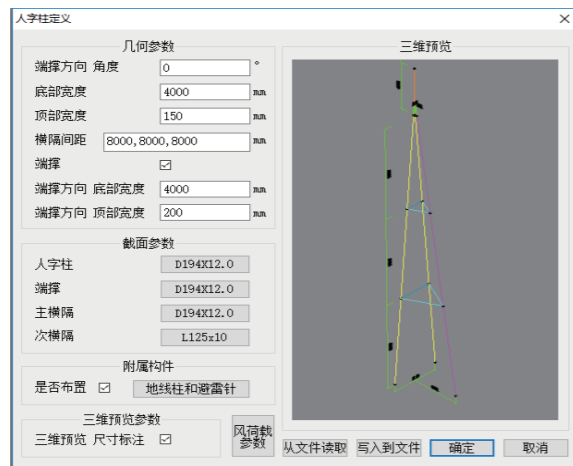 人字柱定义
几何参数
端撑方向 角度 0 °
底部宽度 4000 mm
顶部宽度 150 mm
横隔间距 8000,8000,8000 mm
端撑
端撑方向 底部宽度 4000 mm
端撑方向 顶部宽度 200 mm
截面参数
人字柱 D194X12.0
端撑 D194X12.0
主横隔 D194X12.0
次横隔 L125x10
附属构件
是否布置 地线柱和避雷针
三维预览参数
三维预览 尺寸标注
风荷载
参数
三维预览
从文件读取 写入到文件 确定 取消